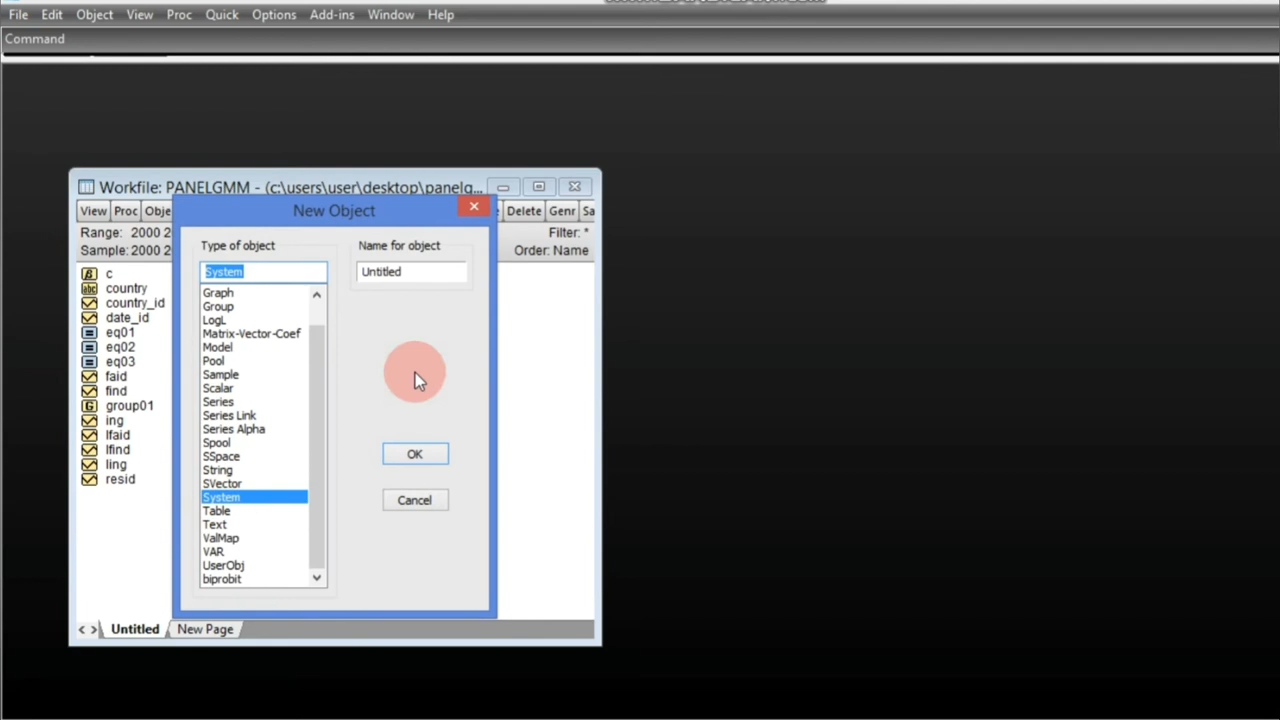 File Edit Object View Proc Quick Options Add-ins Window Help
Command
Workfile: PANELGMM - (c:\users\user\desktop\panelg...
View Proc Obje Delete Genr Sa
New Object
Range: 2000 2 Filter: *
Sample: 2000 2 Order: Name
Type of object Name for object
System Untitled
c
country
country_id
date_id
eq01
eq02
eq03
faid
find
group01
ing
lfaid
lfind
ling
resid
Graph
Group
LogL
Matrix-Vector-Coef
Model
Pool
Sample
Scalar
Series
Series Link
Series Alpha
Spool
SSpace
String
SVector
System
Table
Text
ValMap
VAR
UserObj
biprobit
OK
Cancel
Untitled New Page